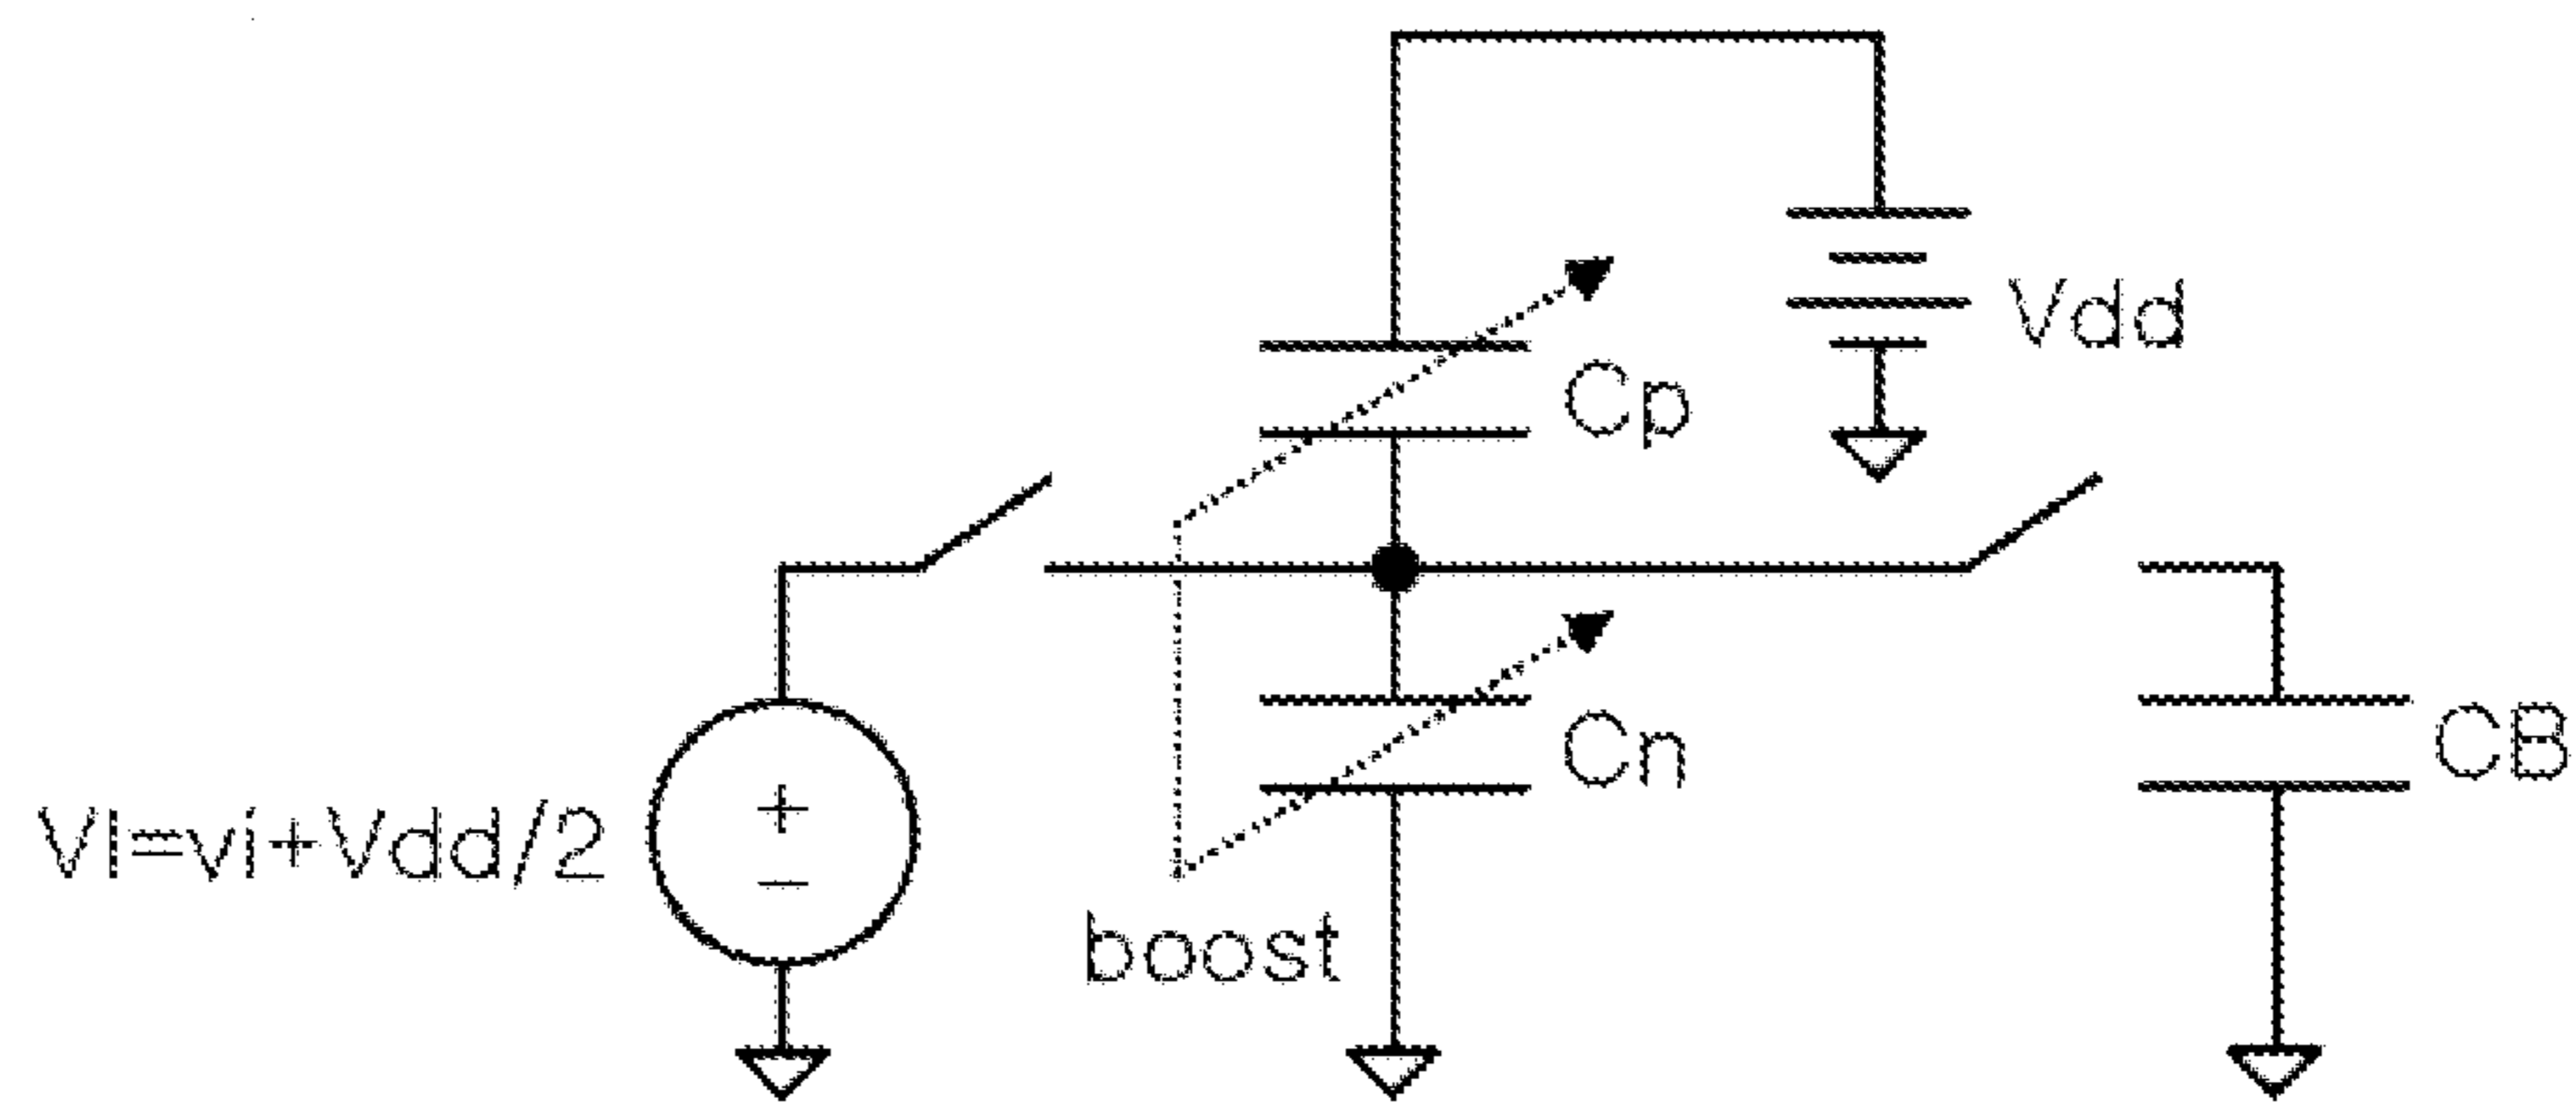 Vdd
Cp
Cn
CB
VI=vi+Vdd/2
+
−
boost